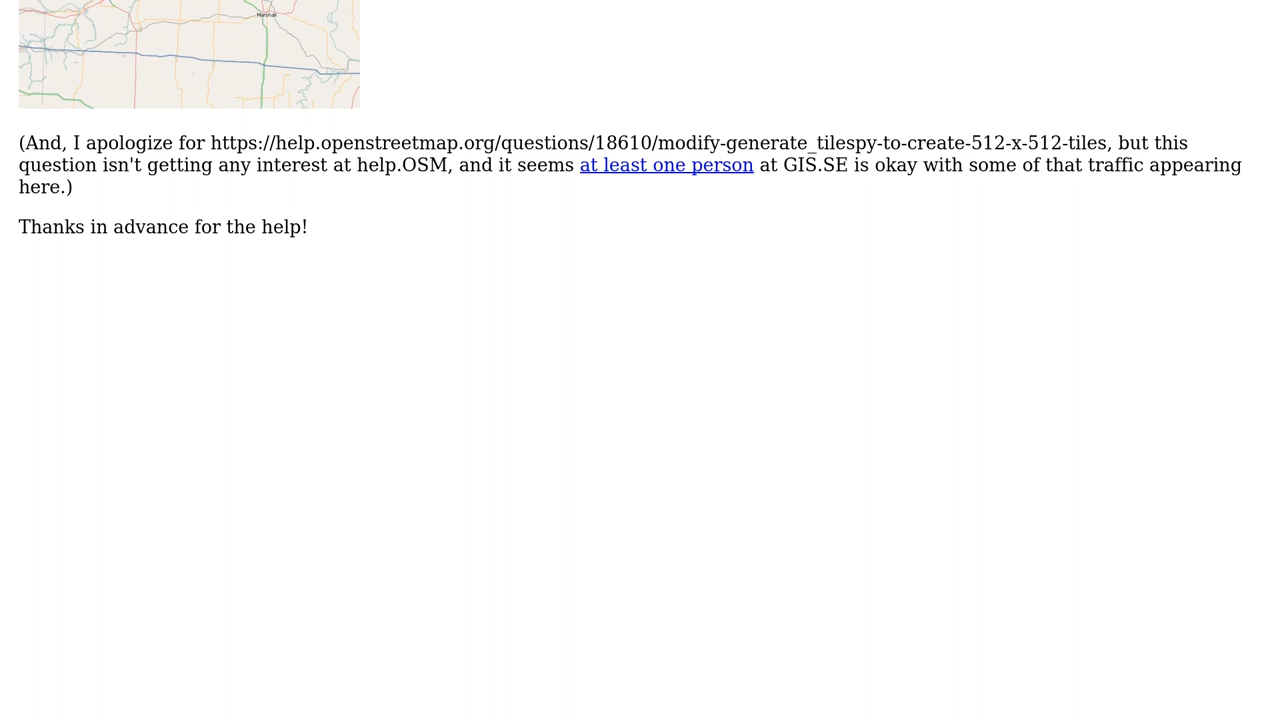 Marshall
(And, I apologize for https://help.openstreetmap.org/questions/18610/modify-generate_tilespy-to-create-512-x-512-tiles, but this
question isn't getting any interest at help.OSM, and it seems at least one person at GIS.SE is okay with some of that traffic appearing
here.)
Thanks in advance for the help!